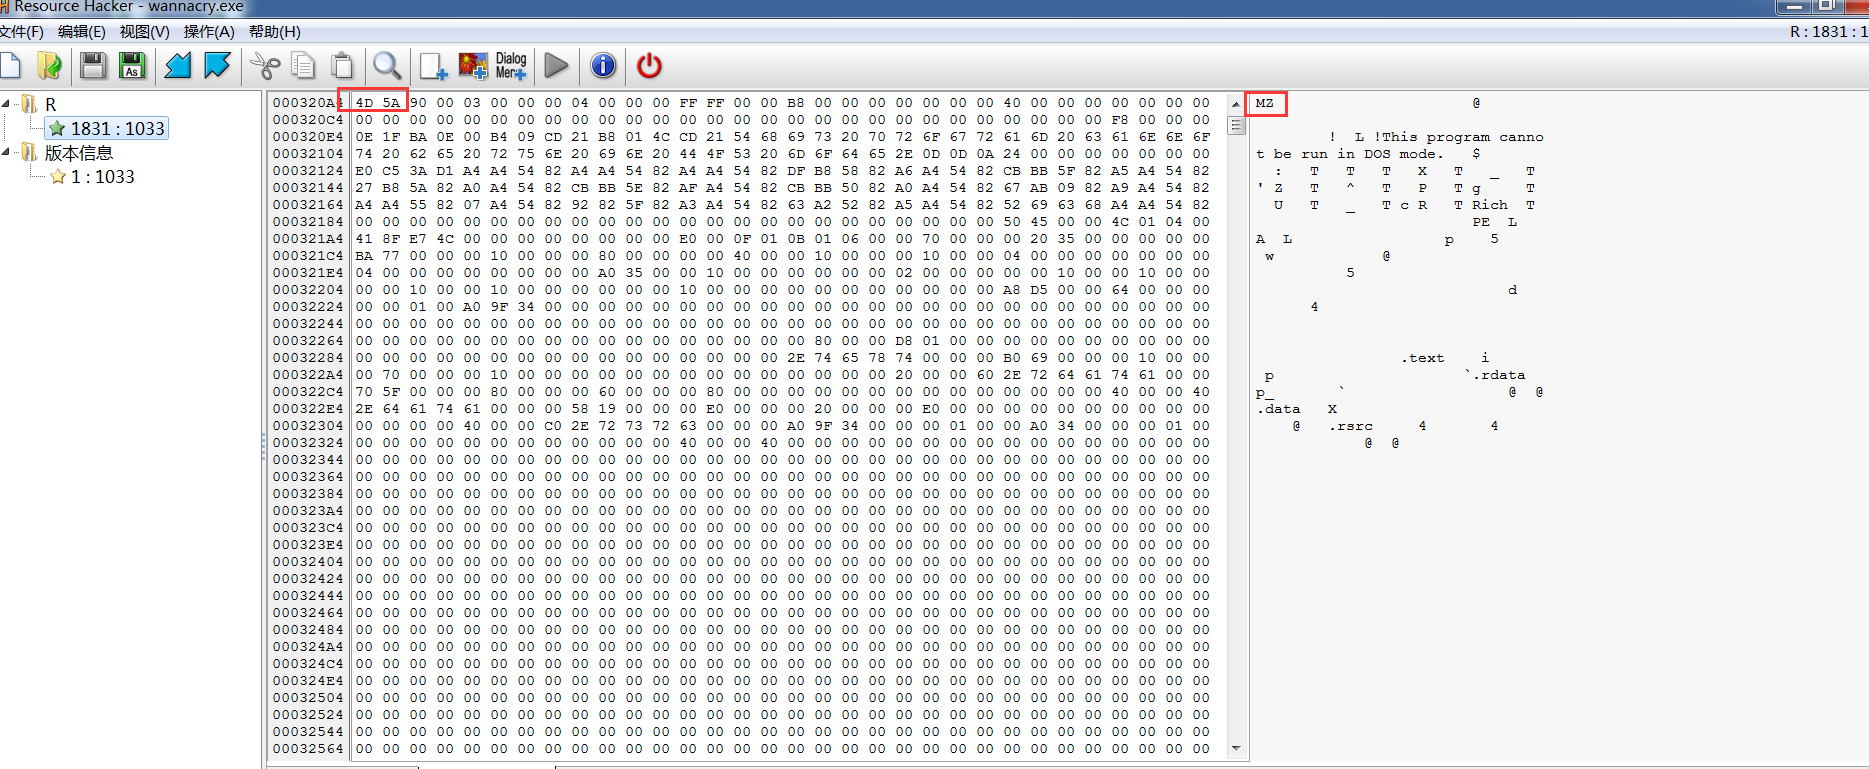 Resource Hacker - wannacry.exe
文件(F) 编辑(E) 视图(V) 操作(A) 帮助(H) R : 1831 : 1
As Dialog Men
R
1831 : 1033
版本信息
1 : 1033
000320A4 4D 5A 90 00 03 00 00 00 04 00 00 00 FF FF 00 00 B8 00 00 00 00 00 00 00 40 00 00 00 00 00 00 00 MZ @
000320C4 00 00 00 00 00 00 00 00 00 00 00 00 00 00 00 00 00 00 00 00 00 00 00 00 00 00 00 00 F8 00 00 00
000320E4 0E 1F BA 0E 00 B4 09 CD 21 B8 01 4C CD 21 54 68 69 73 20 70 72 6F 67 72 61 6D 20 63 61 6E 6E 6F ! L !This program canno
00032104 74 20 62 65 20 72 75 6E 20 69 6E 20 44 4F 53 20 6D 6F 64 65 2E 0D 0D 0A 24 00 00 00 00 00 00 00 t be run in DOS mode. $
00032124 E0 C5 3A D1 A4 A4 54 82 A4 A4 54 82 A4 A4 54 82 DF B8 58 82 A6 A4 54 82 CB BB 5F 82 A5 A4 54 82 : T T T X T _ T
00032144 27 B8 5A 82 A0 A4 54 82 CB BB 5E 82 AF A4 54 82 CB BB 50 82 A0 A4 54 82 67 AB 09 82 A9 A4 54 82 ' Z T ^ T P T g T
00032164 A4 A4 55 82 07 A4 54 82 92 82 5F 82 A3 A4 54 82 63 A2 52 82 A5 A4 54 82 52 69 63 68 A4 A4 54 82 U T _ T c R T Rich T
00032184 00 00 00 00 00 00 00 00 00 00 00 00 00 00 00 00 00 00 00 00 00 00 00 00 50 45 00 00 4C 01 04 00 PE L
000321A4 41 8F E7 4C 00 00 00 00 00 00 00 00 E0 00 0F 01 0B 01 06 00 00 70 00 00 00 20 35 00 00 00 00 00 A L p 5
000321C4 BA 77 00 00 00 10 00 00 00 80 00 00 00 00 40 00 00 10 00 00 00 10 00 00 04 00 00 00 00 00 00 00 w @
000321E4 04 00 00 00 00 00 00 00 00 A0 35 00 00 10 00 00 00 00 00 00 02 00 00 00 00 00 10 00 00 10 00 00 5
00032204 00 00 10 00 00 10 00 00 00 00 00 00 10 00 00 00 00 00 00 00 00 00 00 00 A8 D5 00 00 64 00 00 00 d
00032224 00 00 01 00 A0 9F 34 00 00 00 00 00 00 00 00 00 00 00 00 00 00 00 00 00 00 00 00 00 00 00 00 00 4
00032244 00 00 00 00 00 00 00 00 00 00 00 00 00 00 00 00 00 00 00 00 00 00 00 00 00 00 00 00 00 00 00 00
00032264 00 00 00 00 00 00 00 00 00 00 00 00 00 00 00 00 00 80 00 00 D8 01 00 00 00 00 00 00 00 00 00 00
00032284 00 00 00 00 00 00 00 00 00 00 00 00 00 00 00 00 2E 74 65 78 74 00 00 00 B0 69 00 00 00 10 00 00 .text i
000322A4 00 70 00 00 00 10 00 00 00 00 00 00 00 00 00 00 00 00 00 00 20 00 00 60 2E 72 64 61 74 61 00 00 p `.rdata
000322C4 70 5F 00 00 00 80 00 00 00 60 00 00 00 80 00 00 00 00 00 00 00 00 00 00 00 00 00 00 40 00 00 40 p_ ` @ @
000322E4 2E 64 61 74 61 00 00 00 58 19 00 00 00 E0 00 00 00 20 00 00 00 E0 00 00 00 00 00 00 00 00 00 00 .data X
00032304 00 00 00 00 40 00 00 C0 2E 72 73 72 63 00 00 00 A0 9F 34 00 00 00 01 00 00 A0 34 00 00 00 01 00 @ .rsrc 4 4
00032324 00 00 00 00 00 00 00 00 00 00 00 00 40 00 00 40 00 00 00 00 00 00 00 00 00 00 00 00 00 00 00 00 @ @
00032344 00 00 00 00 00 00 00 00 00 00 00 00 00 00 00 00 00 00 00 00 00 00 00 00 00 00 00 00 00 00 00 00
00032364 00 00 00 00 00 00 00 00 00 00 00 00 00 00 00 00 00 00 00 00 00 00 00 00 00 00 00 00 00 00 00 00
00032384 00 00 00 00 00 00 00 00 00 00 00 00 00 00 00 00 00 00 00 00 00 00 00 00 00 00 00 00 00 00 00 00
000323A4 00 00 00 00 00 00 00 00 00 00 00 00 00 00 00 00 00 00 00 00 00 00 00 00 00 00 00 00 00 00 00 00
000323C4 00 00 00 00 00 00 00 00 00 00 00 00 00 00 00 00 00 00 00 00 00 00 00 00 00 00 00 00 00 00 00 00
000323E4 00 00 00 00 00 00 00 00 00 00 00 00 00 00 00 00 00 00 00 00 00 00 00 00 00 00 00 00 00 00 00 00
00032404 00 00 00 00 00 00 00 00 00 00 00 00 00 00 00 00 00 00 00 00 00 00 00 00 00 00 00 00 00 00 00 00
00032424 00 00 00 00 00 00 00 00 00 00 00 00 00 00 00 00 00 00 00 00 00 00 00 00 00 00 00 00 00 00 00 00
00032444 00 00 00 00 00 00 00 00 00 00 00 00 00 00 00 00 00 00 00 00 00 00 00 00 00 00 00 00 00 00 00 00
00032464 00 00 00 00 00 00 00 00 00 00 00 00 00 00 00 00 00 00 00 00 00 00 00 00 00 00 00 00 00 00 00 00
00032484 00 00 00 00 00 00 00 00 00 00 00 00 00 00 00 00 00 00 00 00 00 00 00 00 00 00 00 00 00 00 00 00
000324A4 00 00 00 00 00 00 00 00 00 00 00 00 00 00 00 00 00 00 00 00 00 00 00 00 00 00 00 00 00 00 00 00
000324C4 00 00 00 00 00 00 00 00 00 00 00 00 00 00 00 00 00 00 00 00 00 00 00 00 00 00 00 00 00 00 00 00
000324E4 00 00 00 00 00 00 00 00 00 00 00 00 00 00 00 00 00 00 00 00 00 00 00 00 00 00 00 00 00 00 00 00
00032504 00 00 00 00 00 00 00 00 00 00 00 00 00 00 00 00 00 00 00 00 00 00 00 00 00 00 00 00 00 00 00 00
00032524 00 00 00 00 00 00 00 00 00 00 00 00 00 00 00 00 00 00 00 00 00 00 00 00 00 00 00 00 00 00 00 00
00032544 00 00 00 00 00 00 00 00 00 00 00 00 00 00 00 00 00 00 00 00 00 00 00 00 00 00 00 00 00 00 00 00
00032564 00 00 00 00 00 00 00 00 00 00 00 00 00 00 00 00 00 00 00 00 00 00 00 00 00 00 00 00 00 00 00 00